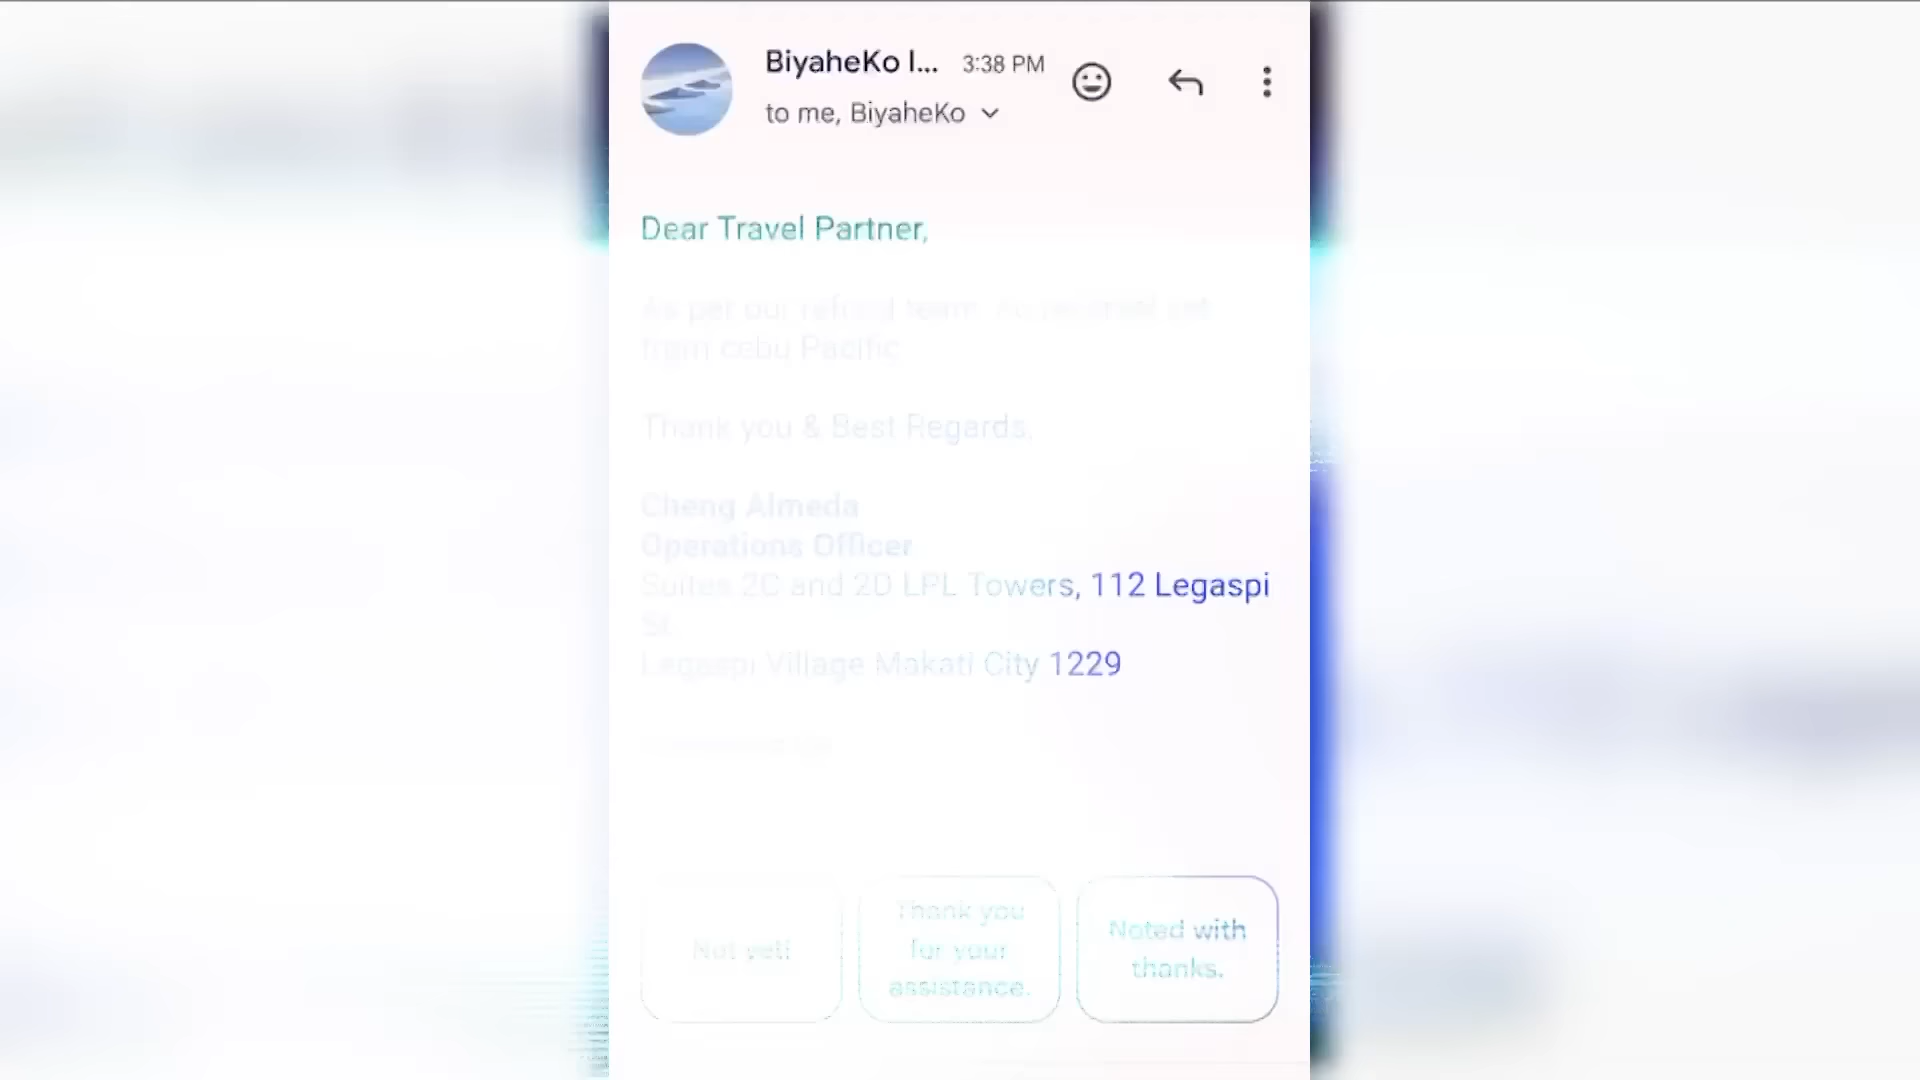 BiyaheKo I... 3:38 PM
to me, BiyaheKo
Dear Travel Partner,
As per our refund team. No refund yet
from cebu Pacific
Thank you & Best Regards,
Cheng Almeda
Operations Officer
Suites 2C and 2D LPL Towers, 112 Legaspi
St.
Legaspi Village Makati City 1229
Not yet!
Thank you
for your
assistance.
Noted with
thanks.